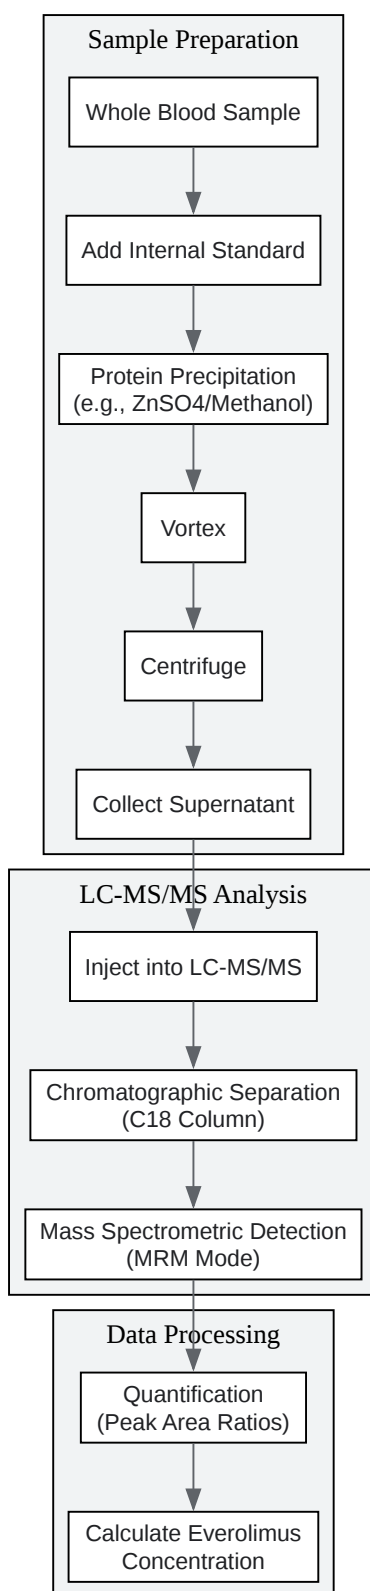 Sample Preparation
Whole Blood Sample
Add Internal Standard
Protein Precipitation
(e.g., ZnSO4/Methanol)
Vortex
Centrifuge
Collect Supernatant
LC-MS/MS Analysis
Inject into LC-MS/MS
Chromatographic Separation
(C18 Column)
Mass Spectrometric Detection
(MRM Mode)
Data Processing
Quantification
(Peak Area Ratios)
Calculate Everolimus
Concentration